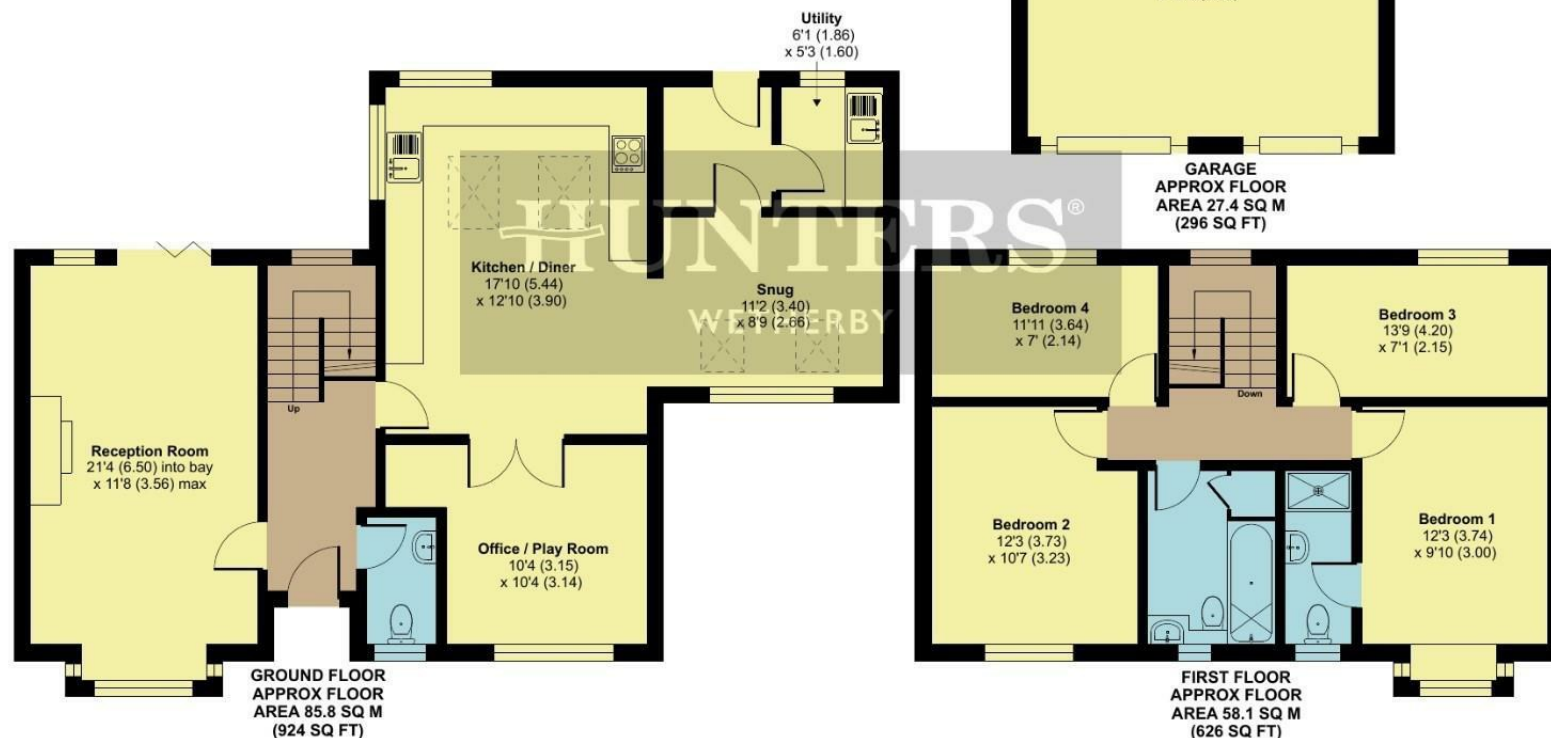 Utility
6'1 (1.86)
x 5'3 (1.60)
GARAGE
APPROX FLOOR
AREA 27.4 SQ M
(296 SQ FT)
HUNTERS®
WETHERBY
Kitchen / Diner
17'10 (5.44)
x 12'10 (3.90)
Snug
11'2 (3.40)
x 8'9 (2.66)
Up
Reception Room
21'4 (6.50) into bay
x 11'8 (3.56) max
Office / Play Room
10'4 (3.15)
x 10'4 (3.14)
GROUND FLOOR
APPROX FLOOR
AREA 85.8 SQ M
(924 SQ FT)
Bedroom 4
11'11 (3.64)
x 7' (2.14)
Bedroom 3
13'9 (4.20)
x 7'1 (2.15)
Down
Bedroom 2
12'3 (3.73)
x 10'7 (3.23)
Bedroom 1
12'3 (3.74)
x 9'10 (3.00)
FIRST FLOOR
APPROX FLOOR
AREA 58.1 SQ M
(626 SQ FT)